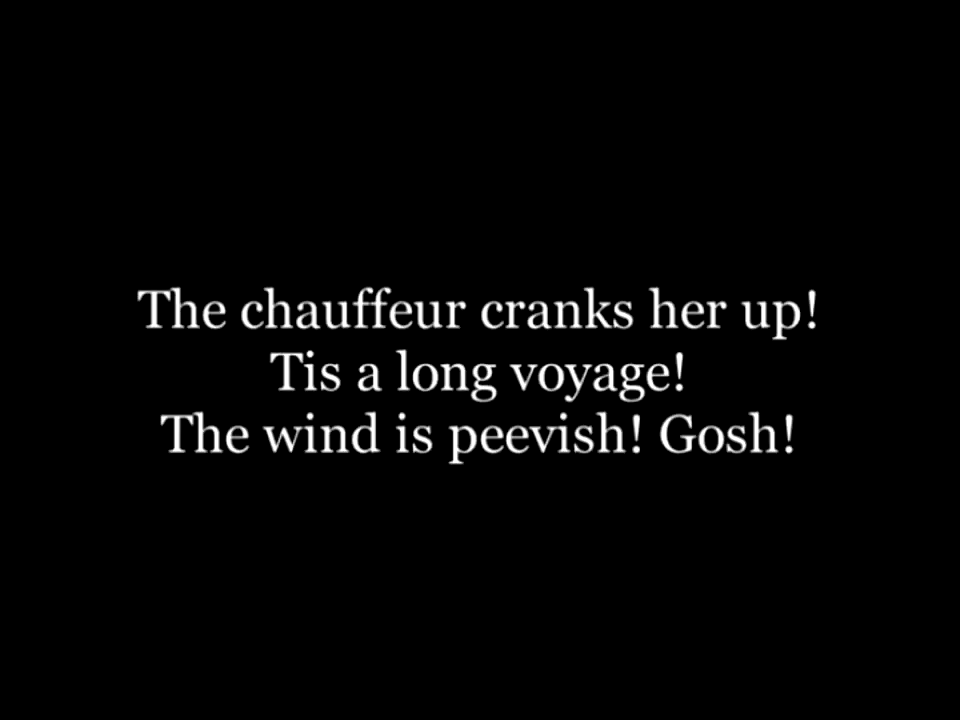 The chauffeur cranks her up!
Tis a long voyage!
The wind is peevish! Gosh!